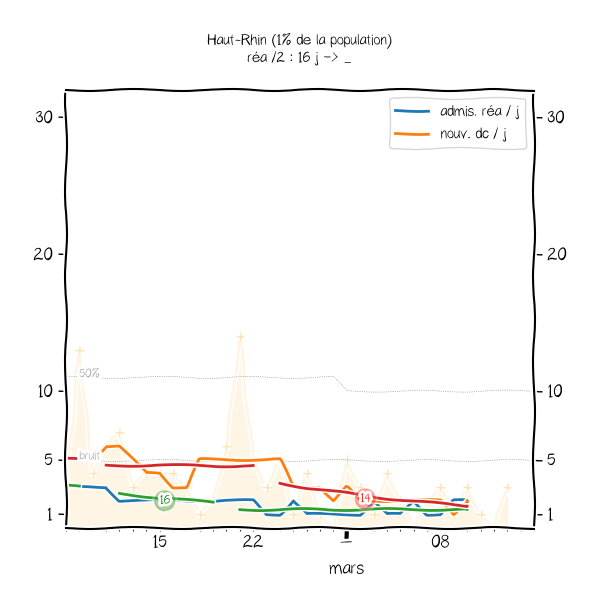 Haut-Rhin (1% de la population)
réa /2 : 16 j -> _
admis. réa / j
nouv. dc / j
30
30
20
20
50%
10
10
bruit
5
5
16
14
1
1
15
22
_
08
mars